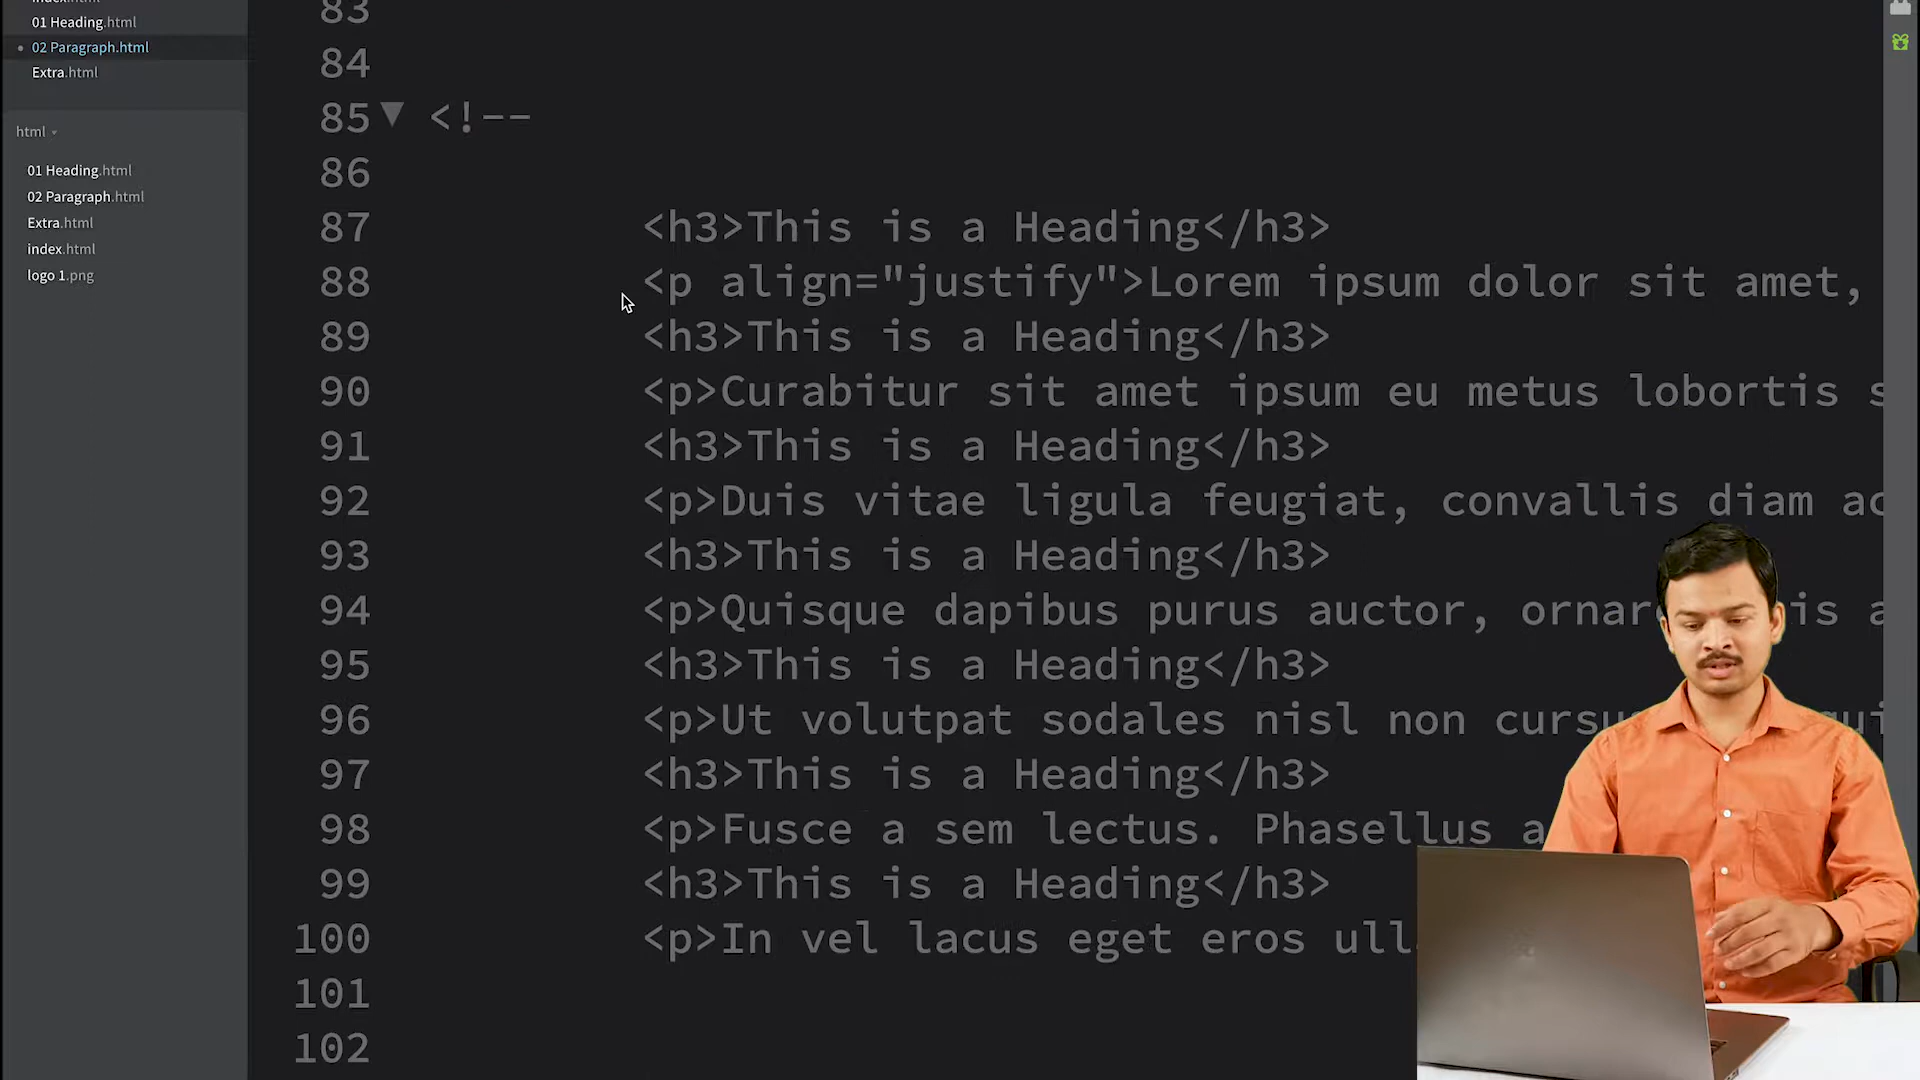 01 Heading.html
02 Paragraph.html
Extra.html
html
01 Heading.html
02 Paragraph.html
Extra.html
index.html
logo 1.png
83
84
85 <!--
86
87 <h3>This is a Heading</h3>
88 <p align="justify">Lorem ipsum dolor sit amet,
89 <h3>This is a Heading</h3>
90 <p>Curabitur sit amet ipsum eu metus lobortis
91 <h3>This is a Heading</h3>
92 <p>Duis vitae ligula feugiat, convallis diam ac
93 <h3>This is a Heading</h3>
94 <p>Quisque dapibus purus auctor,
95 <h3>This is a Heading</h3>
96 <p>Ut volutpat sodales nisl non
97 <h3>This is a Heading</h3>
98 <p>Fusce a sem lectus. Phasellus
99 <h3>This is a Heading</h3>
100 <p>In vel lacus eget eros
101
102